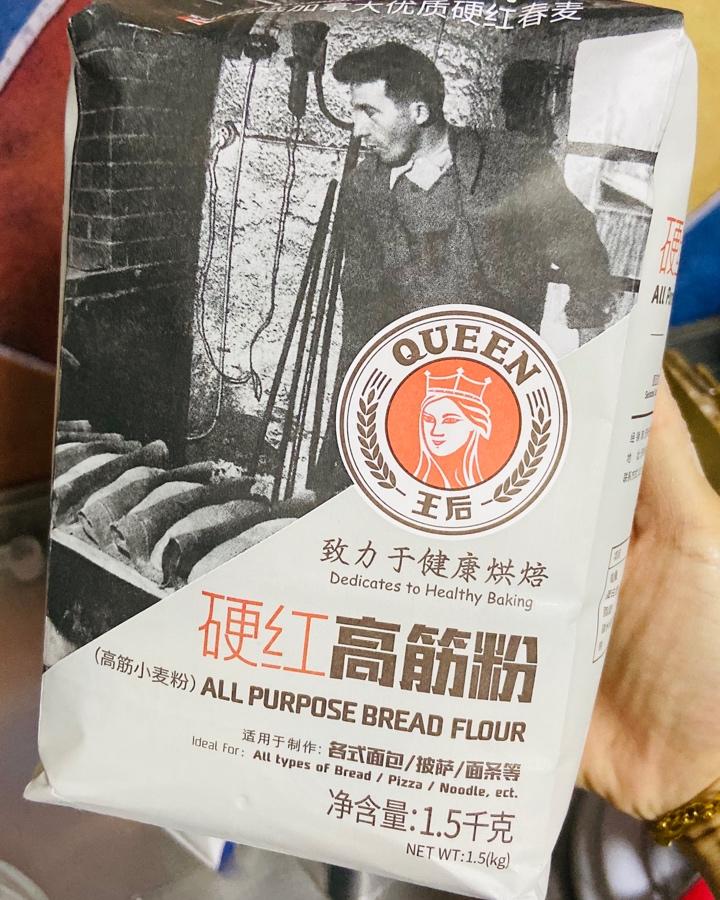 加拿大优质硬红春麦
QUEEN
王后
致力于健康烘焙
Dedicates to Healthy Baking
硬红高筋粉
(高筋小麦粉) ALL PURPOSE BREAD FLOUR
适用于制作: 各式面包/披萨/面条等
Ideal For: All types of Bread / Pizza / Noodle, ect.
净含量:1.5千克
NET WT:1.5(kg)
硬